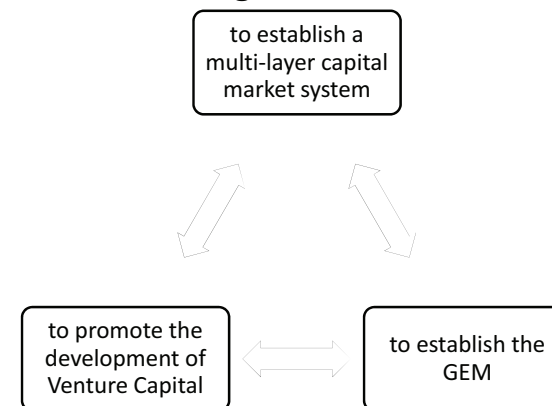 to establish a
multi-layer capital
market system
to promote the
development of
Venture Capital
to establish the
GEM